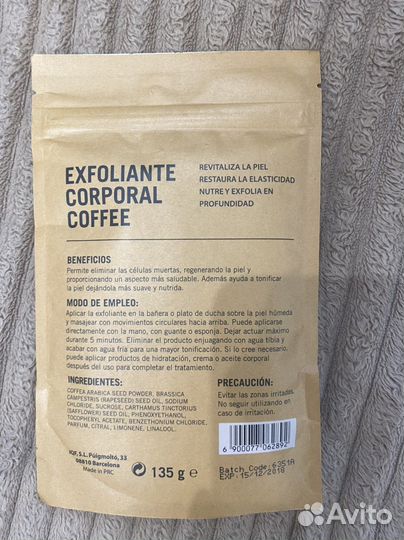 EXFOLIANTE
CORPORAL
COFFEE
REVITALIZA LA PIEL
RESTAURA LA ELASTICIDAD
NUTRE Y EXFOLIA EN
PROFUNDIDAD
BENEFICIOS
Permite eliminar las células muertas, regenerando la piel y
proporcionando un aspecto más saludable. Además ayuda a tonificar
la piel dejándola más suave y nutrida.
MODO DE EMPLEO:
Aplicar la exfoliante en la bañera o plato de ducha sobre la piel húmeda
y masajear con movimientos circulares hacia arriba. Puede aplicarse
directamente con la mano, con guante o esponja. Dejar actuar máximo
durante 5 minutos. Eliminar el producto enjuagando con agua tibia y
acabar con agua fría para una mayor tonificación. Si lo cree necesario,
puede aplicar productos de hidratación, crema o aceite corporal
después del uso para completar el tratamiento.
INGREDIENTES:
COFFEA ARABICA SEED POWDER, BRASSICA
CAMPESTRIS (RAPESEED) SEED OIL, SODIUM
CHLORIDE, SUCROSE, CARTHAMUS TINCTORIUS
(SAFFLOWER) SEED OIL, PHENOXYETHANOL,
TOCOPHERYL ACETATE, BENZETHONIUM CHLORIDE,
PARFUM, CITRAL, LIMONENE, LINALOOL.
PRECAUCIÓN:
Evitar las zonas irritadas.
No seguir utilizando en
caso de irritación.
IQF, S.L. Púigmoltó, 33
08810 Barcelona
Made in PRC
135 g e
6 900077 062892
Batch Code: 6351A
EXP: 15/12/2018
Avito